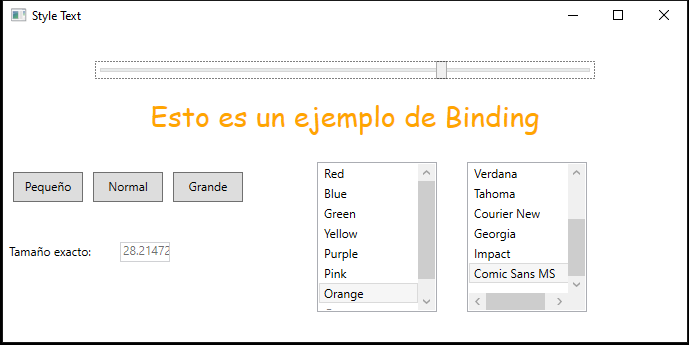 Style Text
Esto es un ejemplo de Binding
Pequeño Normal Grande
Tamaño exacto: 28.21472
Red
Blue
Green
Yellow
Purple
Pink
Orange
Verdana
Tahoma
Courier New
Georgia
Impact
Comic Sans MS